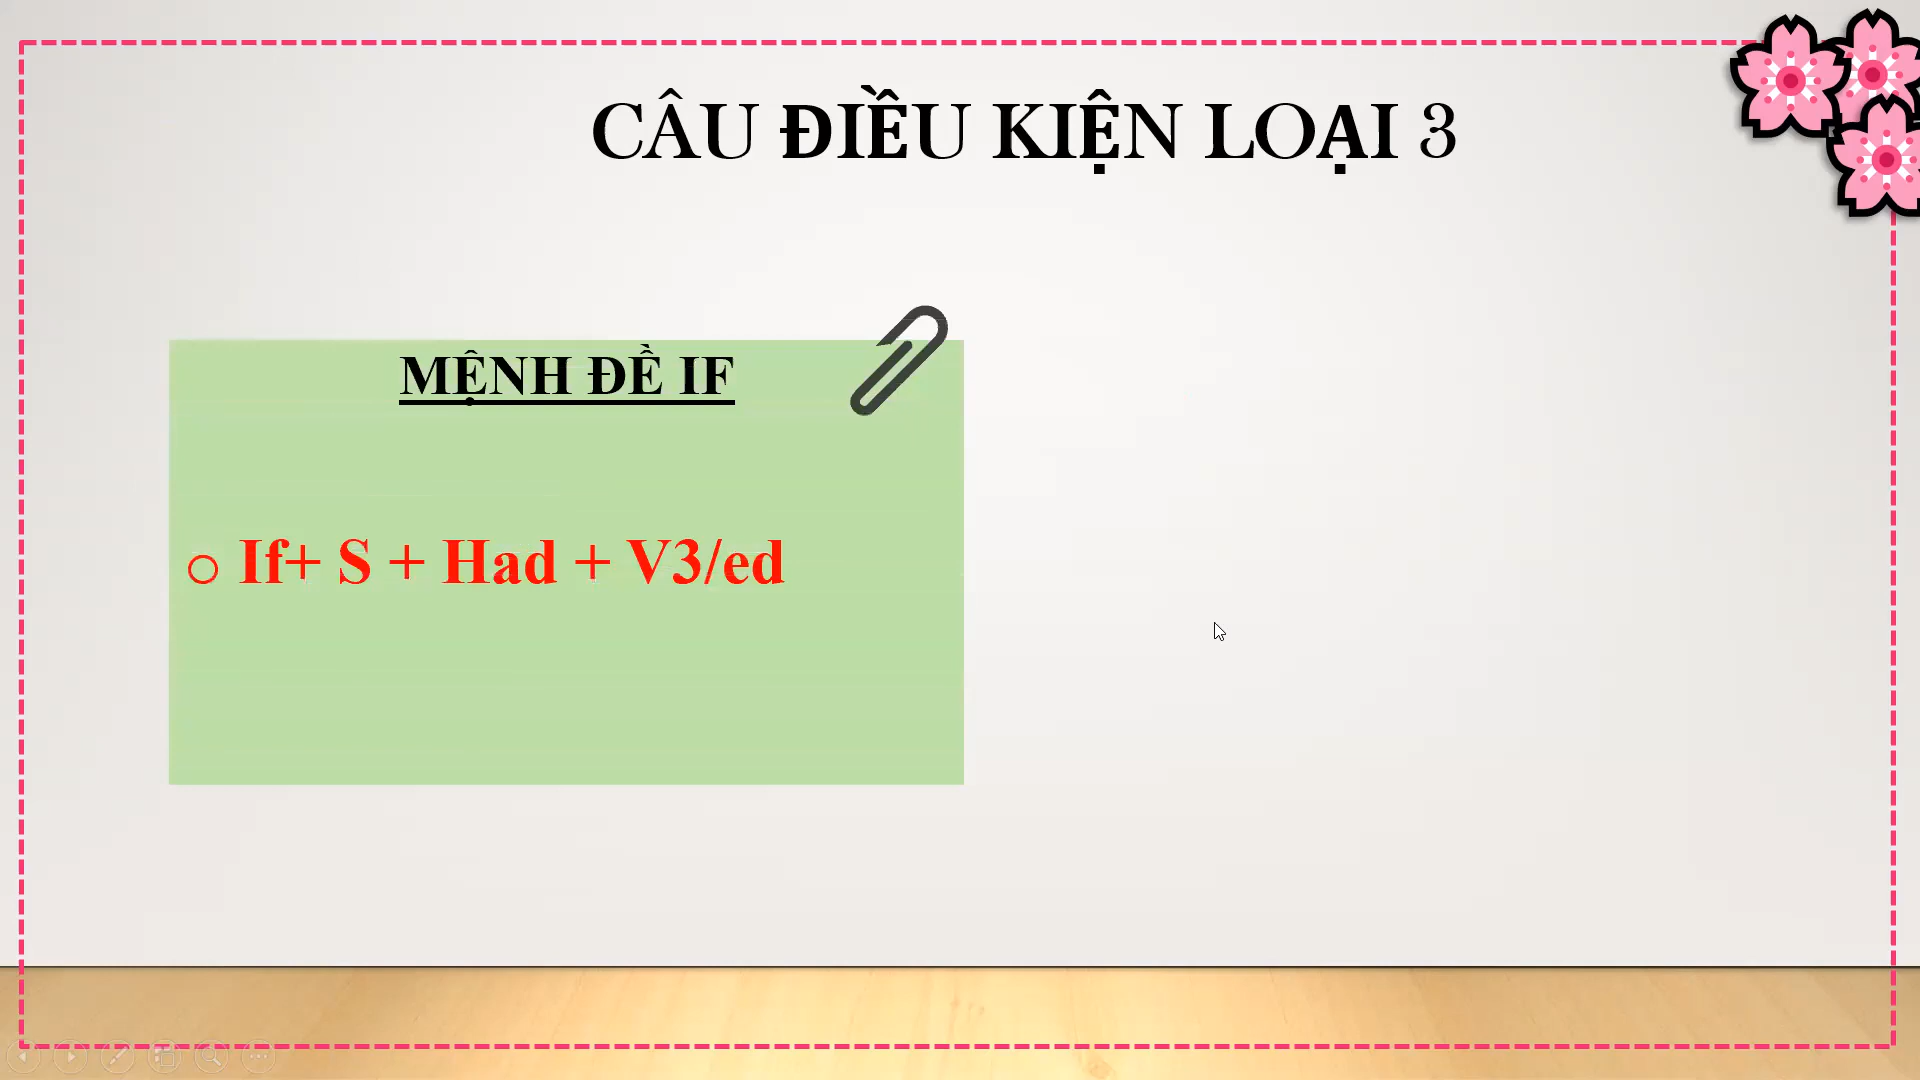 CÂU ĐIỀU KIỆN LOẠI 3
MỆNH ĐỀ IF
o If+ S + Had + V3/ed